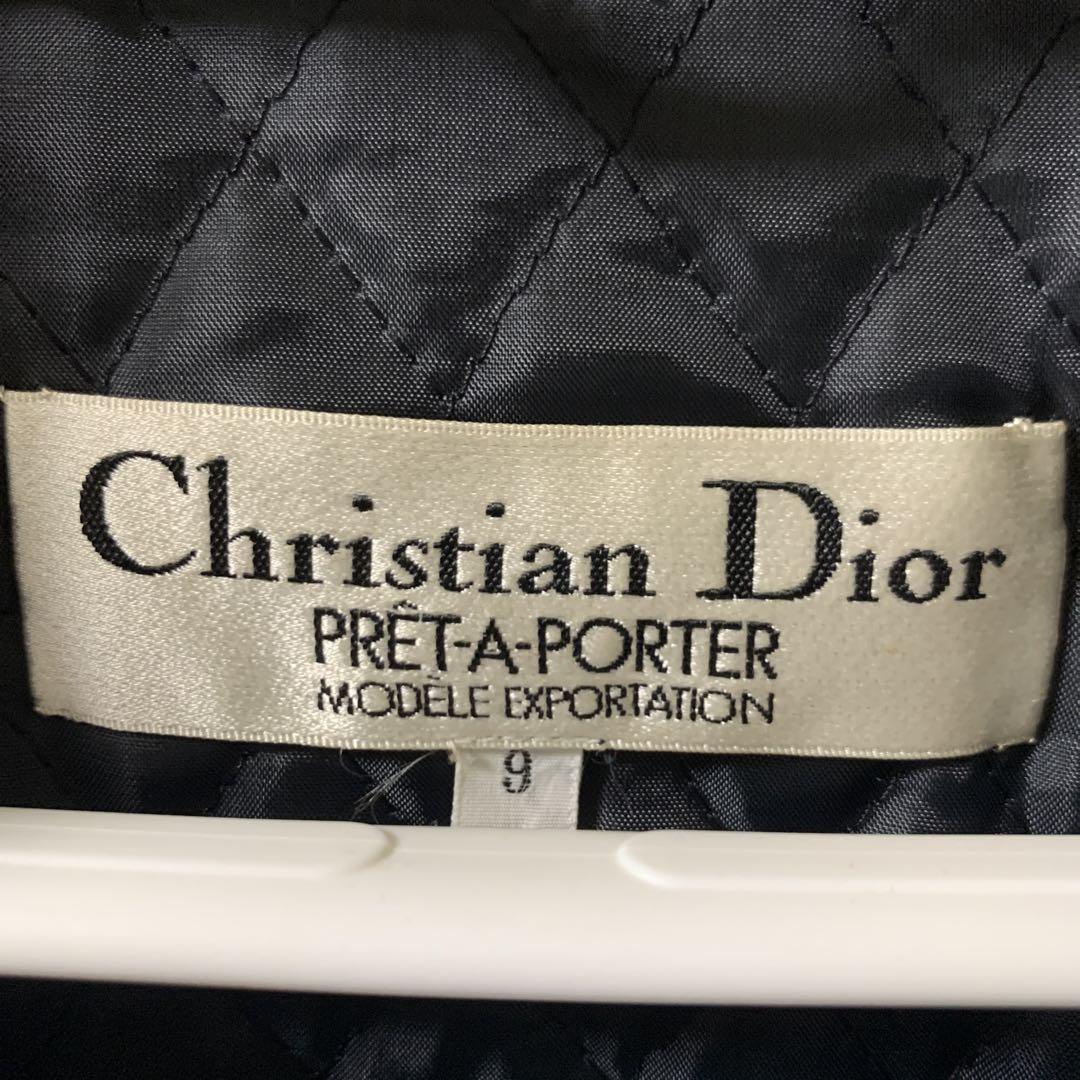 Christian Dior
PRÊT-A-PORTER
MODÈLE EXPORTATION
9